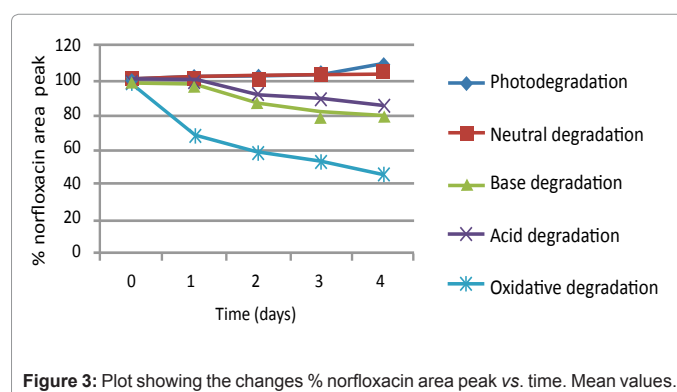 120
100
80
60
40
20
0
% norfloxacin area peak
0 1 2 3 4
Time (days)
Photodegradation
Neutral degradation
Base degradation
Acid degradation
Oxidative degradation
Figure 3: Plot showing the changes % norfloxacin area peak vs. time. Mean values.